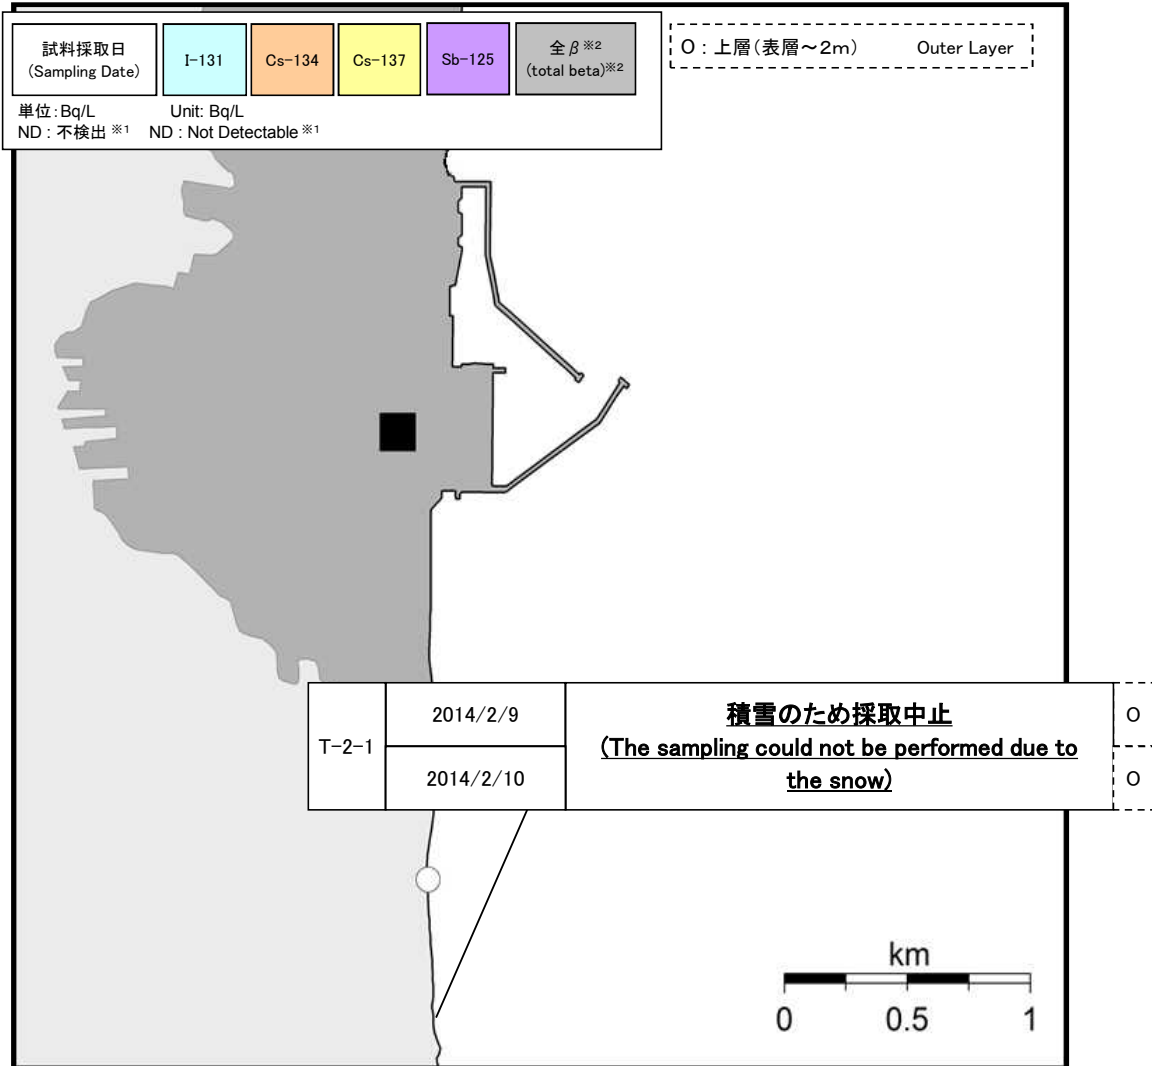 試料採取日
(Sampling Date)
I-131
Cs-134
Cs-137
Sb-125
全β※2
(total beta)※2
単位：Bq/L Unit: Bq/L
ND：不検出 ※1 ND : Not Detectable ※1
O：上層(表層～2m) Outer Layer
T-2-1
2014/2/9
積雪のため採取中止
(The sampling could not be performed due to
the snow)
O
2014/2/10
O
km
0 0.5 1